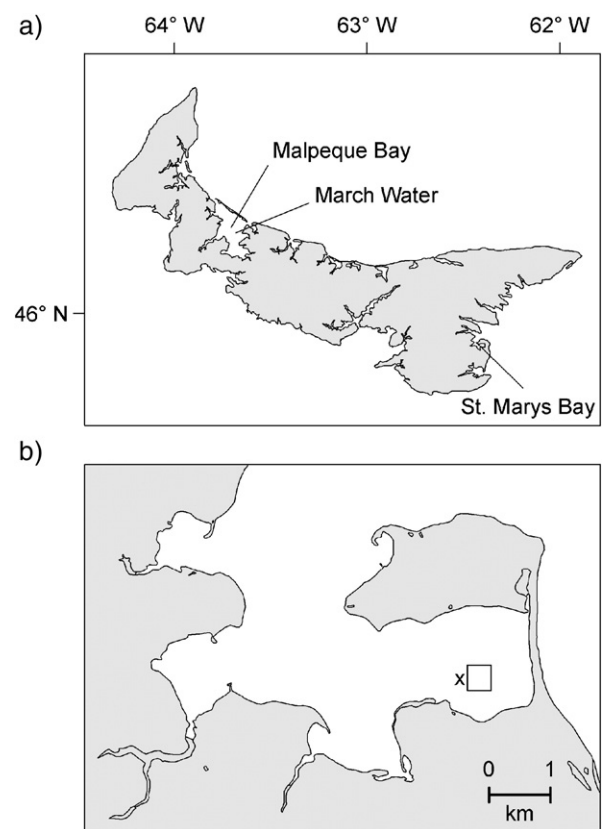 a)
64° W 63° W 62° W
Malpeque Bay
March Water
46° N
St. Marys Bay
b)
x
0 1
km